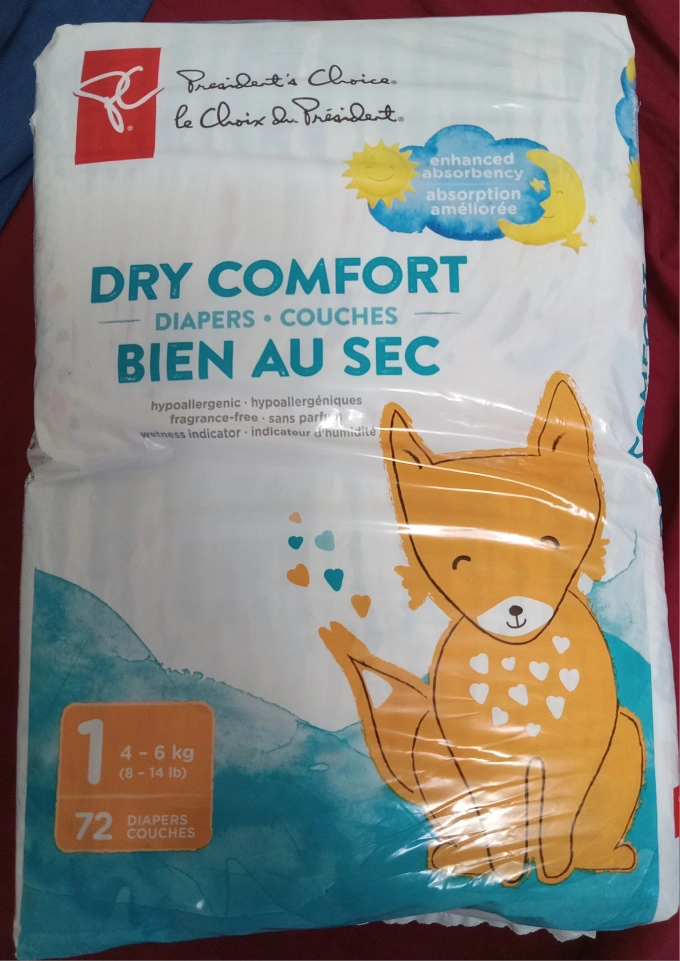 President's Choice®
le Choix du Président®
enhanced
absorbency
absorption
améliorée
DRY COMFORT
DIAPERS • COUCHES
BIEN AU SEC
hypoallergenic · hypoallergéniques
fragrance-free · sans parfum
wetness indicator · indicateur d'humidité
1
4 – 6 kg
(8 – 14 lb)
72 DIAPERS
COUCHES
COMFORT